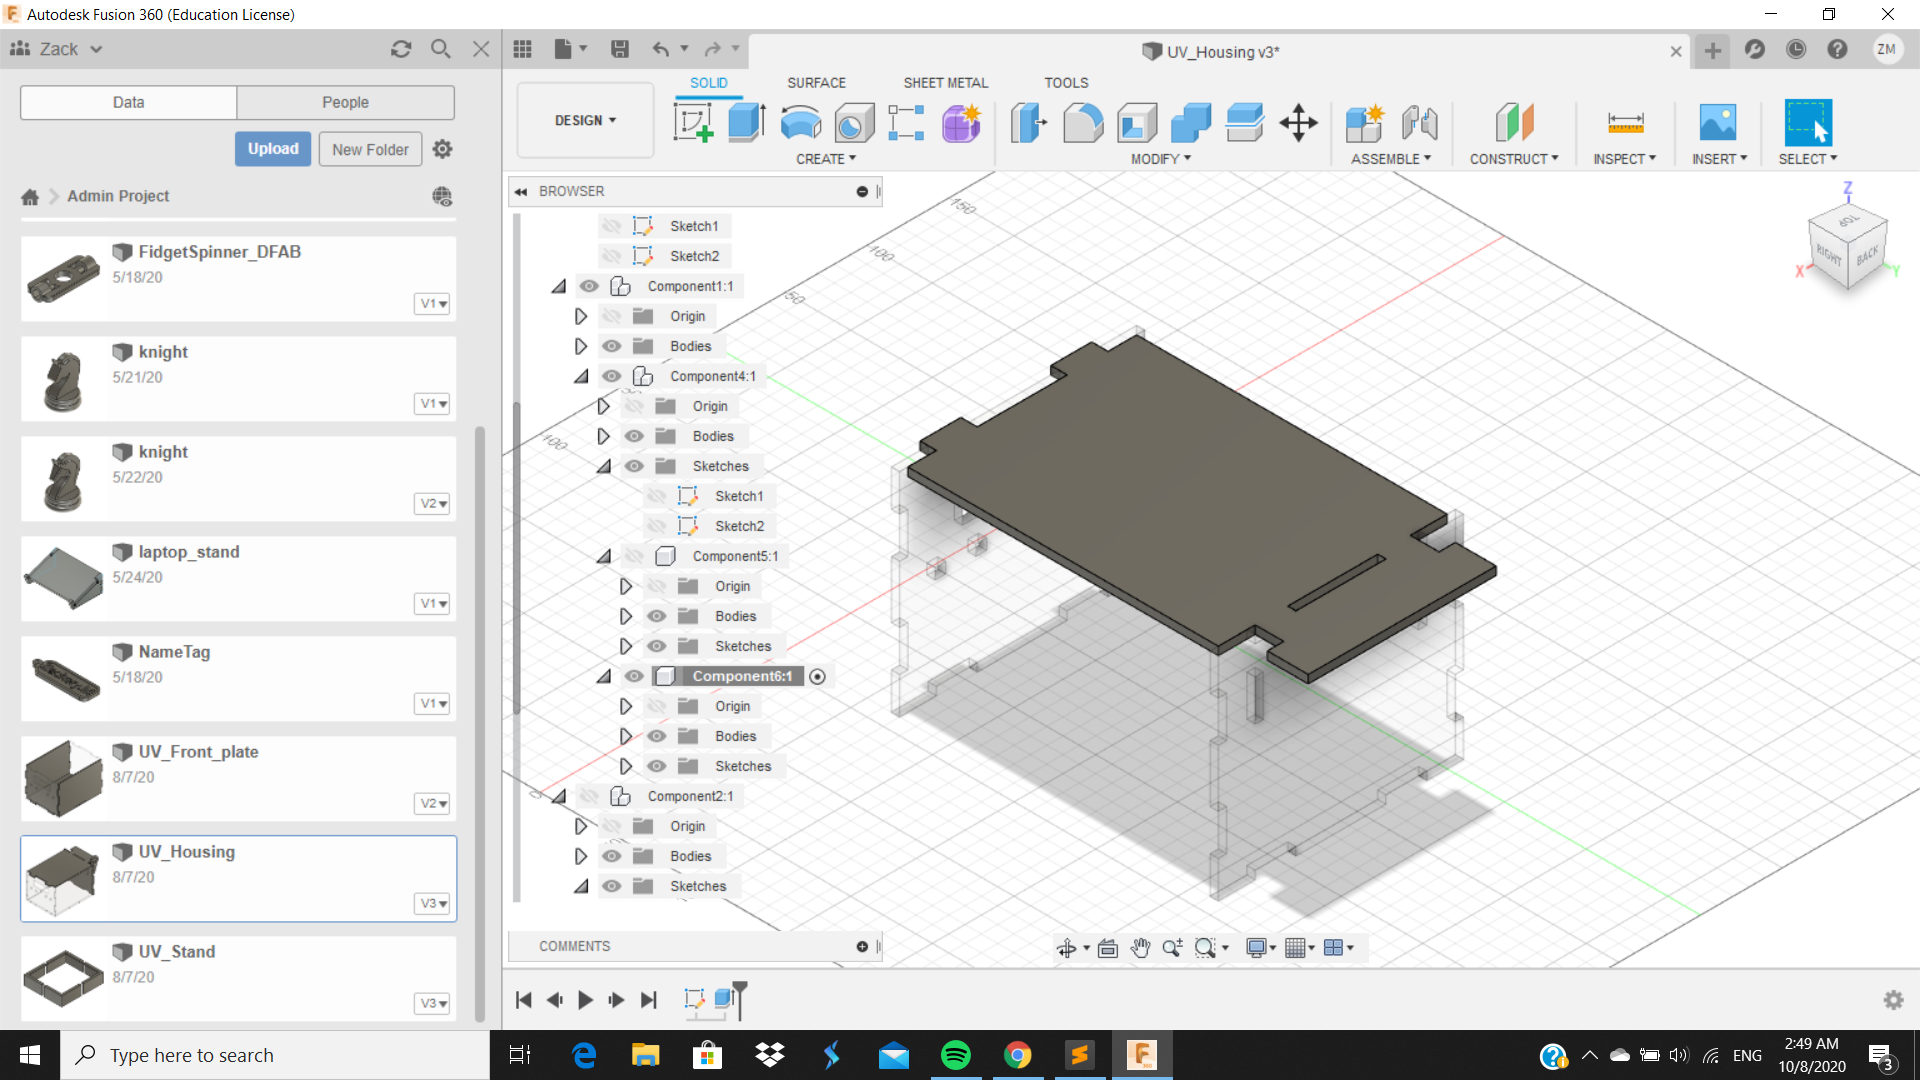 Autodesk Fusion 360 (Education License)
Zack
UV_Housing v3*
ZM
Data
People
Upload
New Folder
Admin Project
FidgetSpinner_DFAB
5/18/20
V1
knight
5/21/20
V1
knight
5/22/20
V2
laptop_stand
5/24/20
V1
NameTag
5/18/20
V1
UV_Front_plate
8/7/20
V2
UV_Housing
8/7/20
V3
UV_Stand
8/7/20
V3
SOLID
SURFACE
SHEET METAL
TOOLS
DESIGN
CREATE
MODIFY
ASSEMBLE
CONSTRUCT
INSPECT
INSERT
SELECT
BROWSER
Sketch1
Sketch2
Component1:1
Origin
Bodies
Component4:1
Origin
Bodies
Sketches
Sketch1
Sketch2
Component5:1
Origin
Bodies
Sketches
Component6:1
Origin
Bodies
Sketches
Component2:1
Origin
Bodies
Sketches
COMMENTS
150
100
50
100
Z
TOP
RIGHT
BACK
X
Y
Type here to search
ENG
2:49 AM
10/8/2020
3